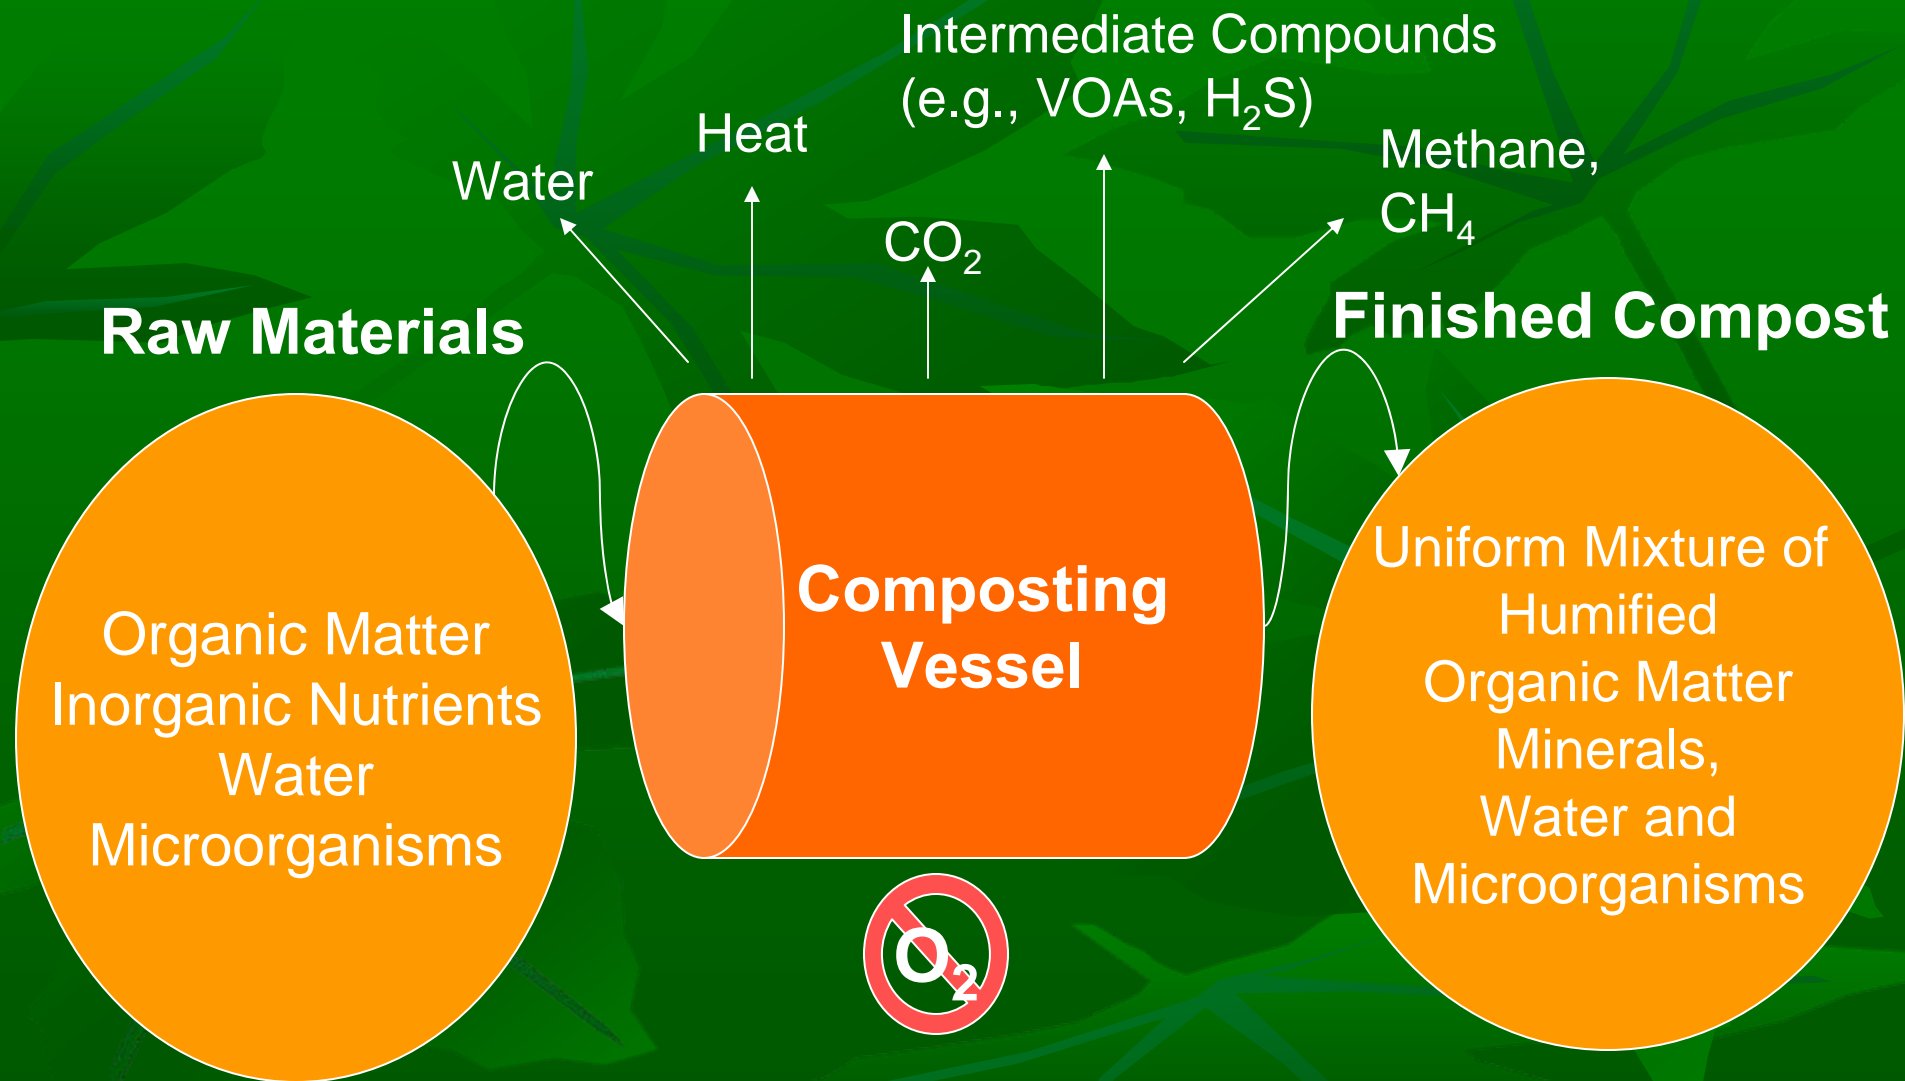 Intermediate Compounds
(e.g., VOAs, H₂S)
Heat
Water
Methane,
CH₄
CO₂
Raw Materials
Finished Compost
Organic Matter
Inorganic Nutrients
Water
Microorganisms
Composting
Vessel
Uniform Mixture of
Humified
Organic Matter
Minerals,
Water and
Microorganisms
O₂